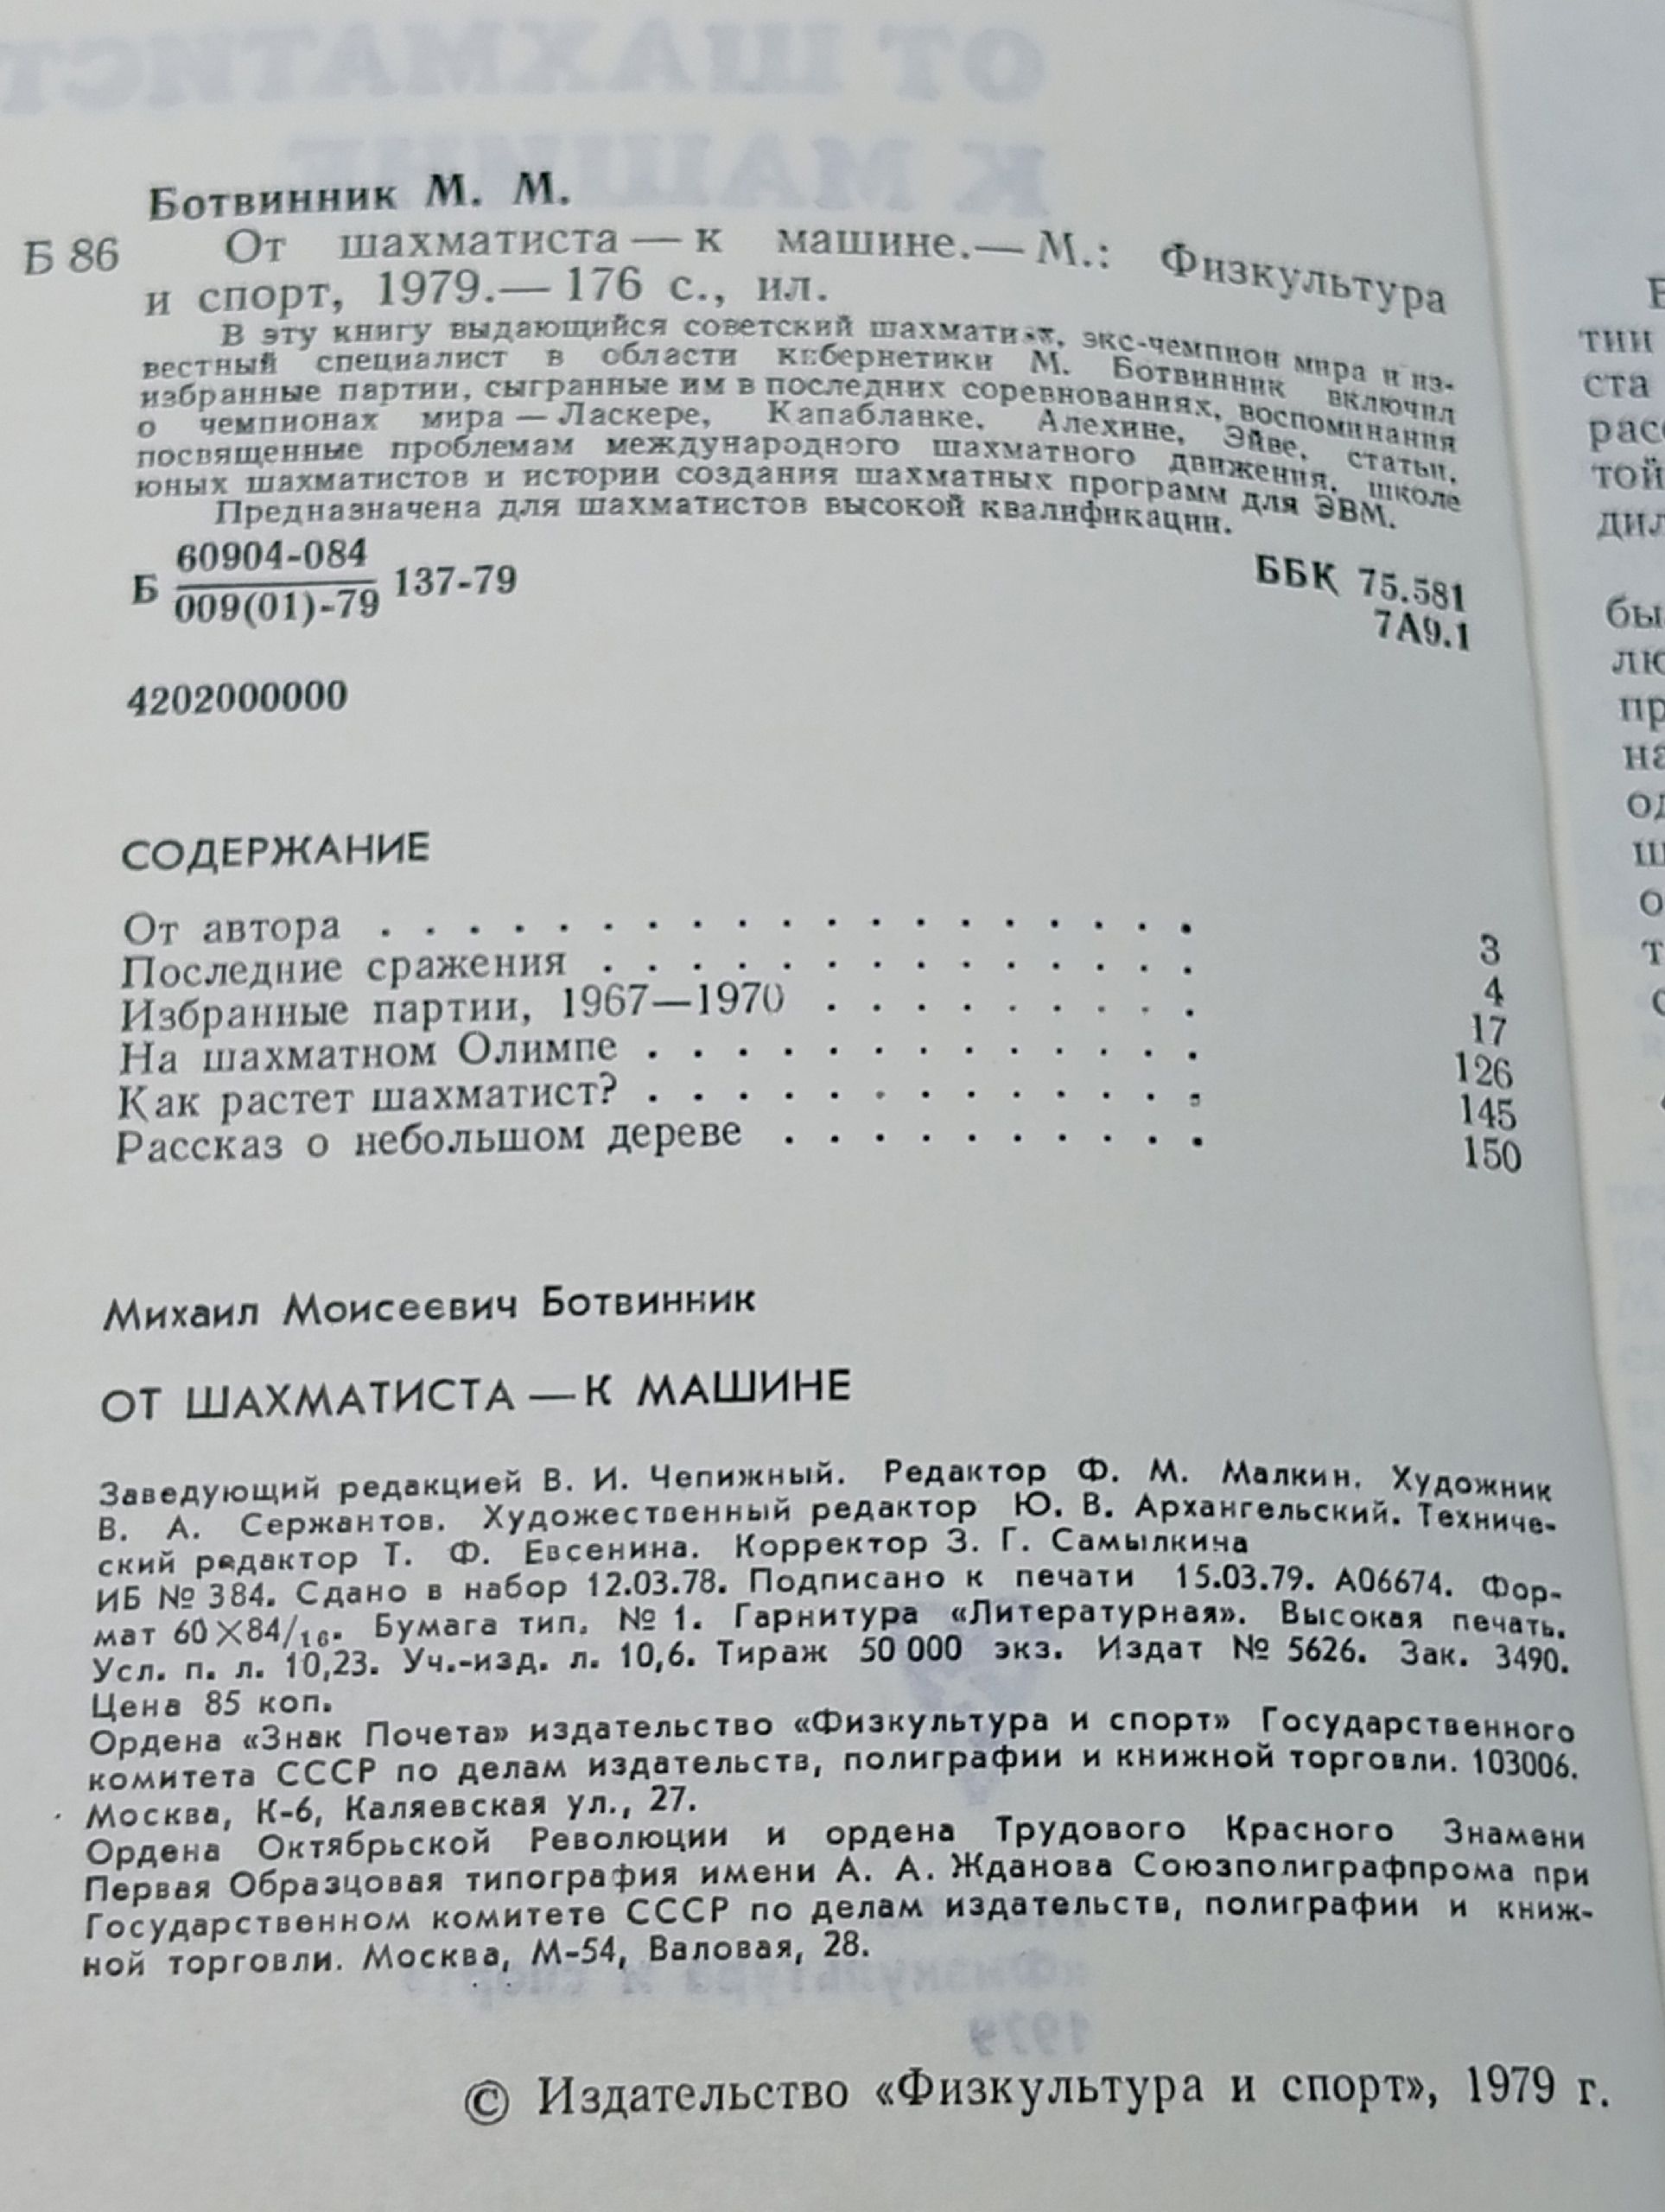 Ботвинник М. М.
Б 86 От шахматиста — к машине.— М.: Физкультура
и спорт, 1979.— 176 с., ил.
В эту книгу выдающийся советский шахматист, экс-чемпион мира и из-
вестный специалист в области кибернетики М. Ботвинник включил
избранные партии, сыгранные им в последних соревнованиях, воспоминания
о чемпионах мира — Ласкере, Капабланке, Алехине, Эйве, статьи,
посвященные проблемам международного шахматного движения, школе
юных шахматистов и истории создания шахматных программ для ЭВМ.
Предназначена для шахматистов высокой квалификации.
Б 60904-084
009(01)-79 137-79
ББК 75.581
7А9.1
4202000000
СОДЕРЖАНИЕ
От автора . . . . . . . . . . . . . . . . . . . 3
Последние сражения . . . . . . . . . . . . . . 4
Избранные партии, 1967—1970 . . . . . . . . . 17
На шахматном Олимпе . . . . . . . . . . . . . 126
Как растет шахматист? . . . . . . . . . . . . . 145
Рассказ о небольшом дереве . . . . . . . . . . 150
Михаил Моисеевич Ботвинник
ОТ ШАХМАТИСТА — К МАШИНЕ
Заведующий редакцией В. И. Чепижный. Редактор Ф. М. Малкин. Художник
В. А. Сержантов. Художественный редактор Ю. В. Архангельский. Техниче-
ский редактор Т. Ф. Евсенина. Корректор З. Г. Самылкина
ИБ № 384. Сдано в набор 12.03.78. Подписано к печати 15.03.79. А06674. Фор-
мат 60×84/16. Бумага тип. № 1. Гарнитура «Литературная». Высокая печать.
Усл. п. л. 10,23. Уч.-изд. л. 10,6. Тираж 50 000 экз. Издат № 5626. Зак. 3490.
Цена 85 коп.
Ордена «Знак Почета» издательство «Физкультура и спорт» Государственного
комитета СССР по делам издательств, полиграфии и книжной торговли. 103006.
Москва, К-6, Каляевская ул., 27.
Ордена Октябрьской Революции и ордена Трудового Красного Знамени
Первая Образцовая типография имени А. А. Жданова Союзполиграфпрома при
Государственном комитете СССР по делам издательств, полиграфии и книж-
ной торговли. Москва, М-54, Валовая, 28.
© Издательство «Физкультура и спорт», 1979 г.